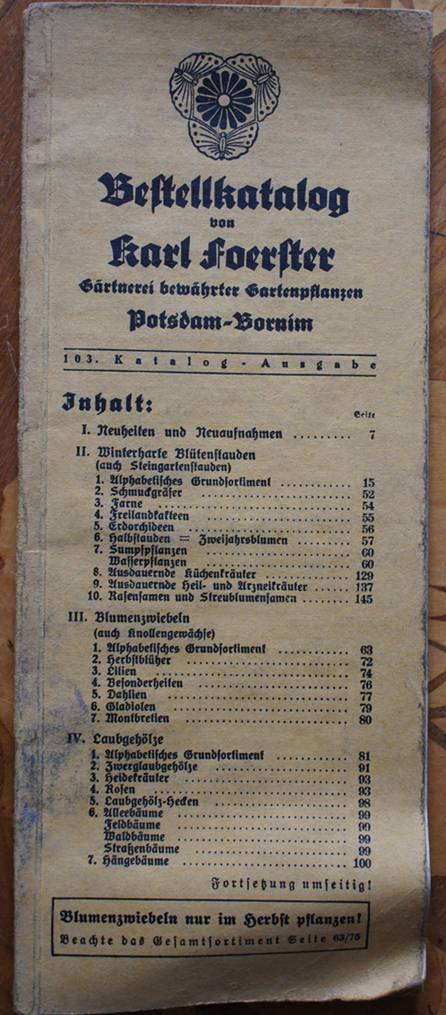 Bestellkatalog
von
Karl Foerster
Gärtnerei bewährter Gartenpflanzen
Potsdam-Bornim
103. Katalog-Ausgabe
Inhalt:
Seite
I. Neuheiten und Neuaufnahmen ......... 7
II. Winterharte Blütenstauden
(auch Steingartenstauden)
1. Alphabetisches Grundsortiment ..... 15
2. Schmuckgräser ..... 52
3. Farne ..... 54
4. Freilandkakteen ..... 55
5. Erdorchideen ..... 56
6. Halbstauden = Zweijahrsblumen ..... 57
7. Sumpfpflanzen ..... 60
Wasserpflanzen ..... 60
8. Ausdauernde Küchenkräuter ..... 129
9. Ausdauernde Heil- und Arzneikräuter ...... 137
10. Rasensamen und Streublumensamen ....... 145
III. Blumenzwiebeln
(auch Knollengewächse)
1. Alphabetisches Grundsortiment ..... 63
2. Herbstblüher ..... 72
3. Lilien ..... 74
4. Besonderheiten ..... 76
5. Dahlien ..... 77
6. Gladiolen ..... 79
7. Montbretien ..... 80
IV. Laubgehölze
1. Alphabetisches Grundsortiment ..... 81
2. Zwerglaubgehölze ..... 91
3. Heidekräuter ..... 93
4. Rosen ..... 93
5. Laubgehölz-Hecken ..... 98
6. Alleebäume ..... 99
Feldbäume ..... 99
Waldbäume ..... 99
Straßenbäume ..... 99
7. Hängebäume ..... 100
Fortsetzung umseitig!
Blumenzwiebeln nur im Herbst pflanzen!
Beachte das Gesamtsortiment Seite 63/75